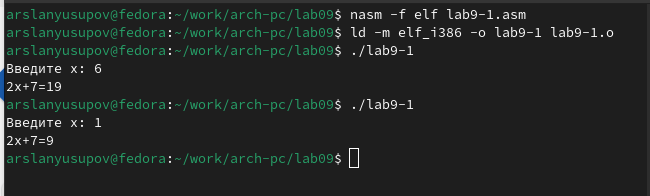 arslanyusupov@fedora:~/work/arch-pc/lab09$ nasm -f elf lab9-1.asm
arslanyusupov@fedora:~/work/arch-pc/lab09$ ld -m elf_i386 -o lab9-1 lab9-1.o
arslanyusupov@fedora:~/work/arch-pc/lab09$ ./lab9-1
Введите x: 6
2x+7=19
arslanyusupov@fedora:~/work/arch-pc/lab09$ ./lab9-1
Введите x: 1
2x+7=9
arslanyusupov@fedora:~/work/arch-pc/lab09$